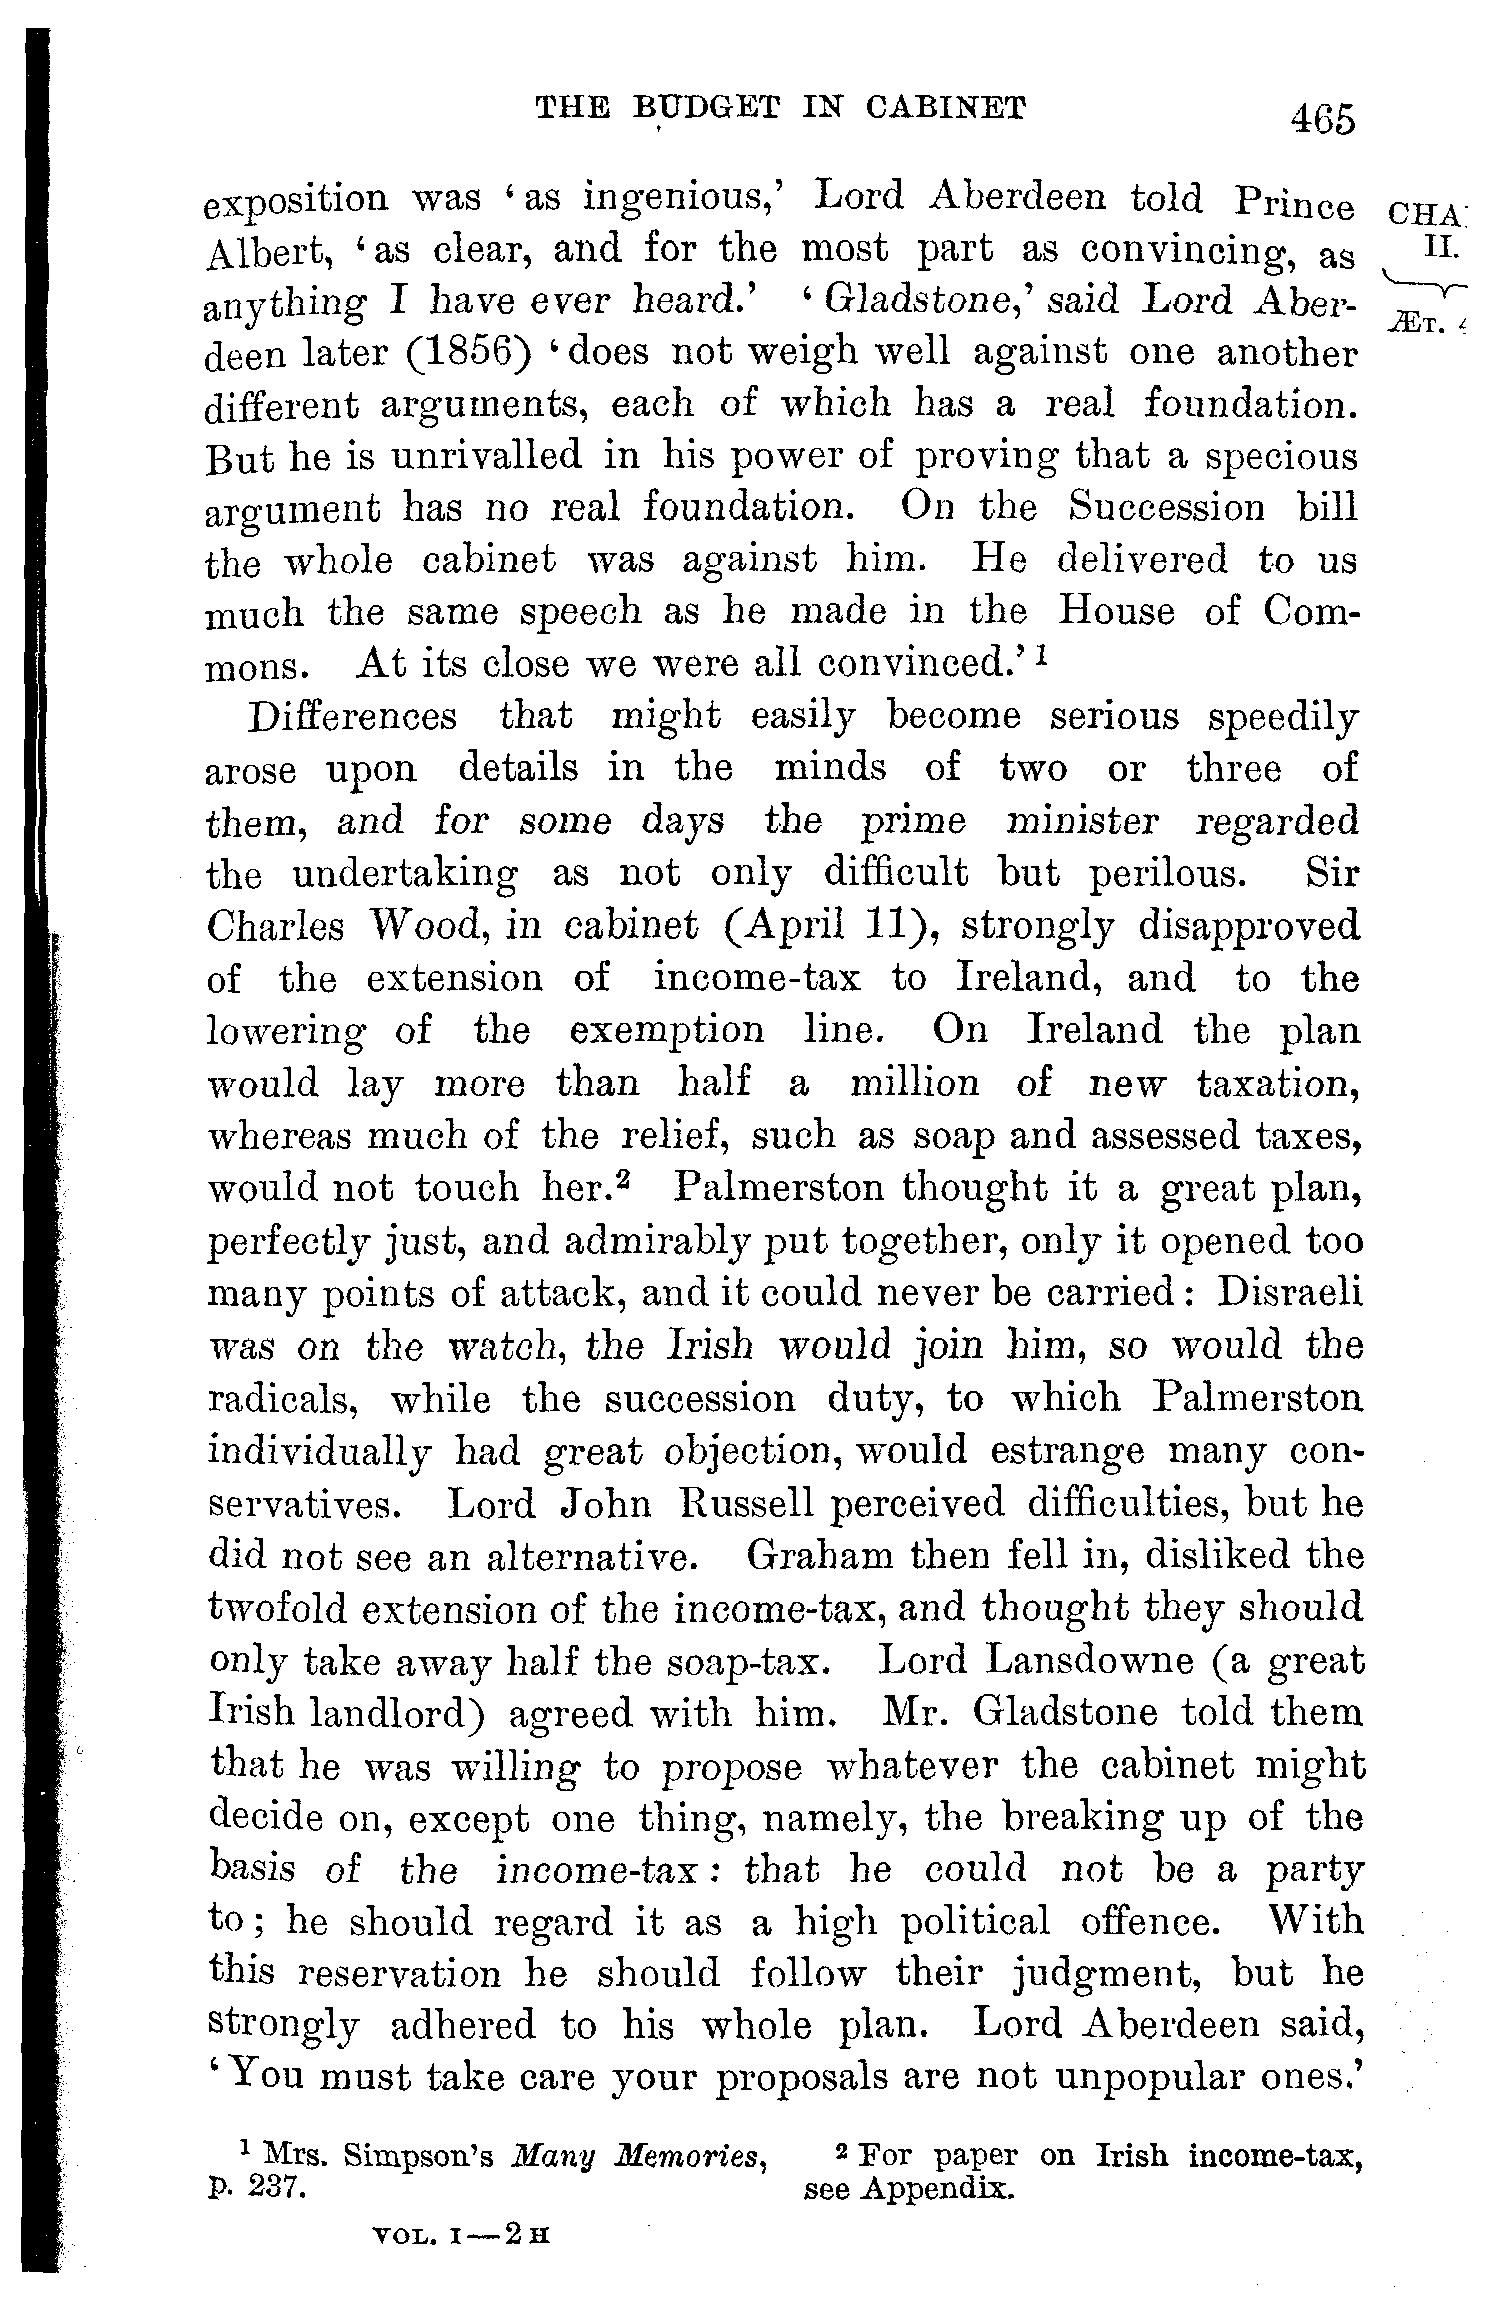 THE BUDGET IN CABINET 465
exposition was ‘as ingenious,’ Lord Aberdeen told Prince
Albert, ‘as clear, and for the most part as convincing, as
anything I have ever heard.’ ‘Gladstone,’ said Lord Aber-
deen later (1856) ‘does not weigh well against one another
different arguments, each of which has a real foundation.
But he is unrivalled in his power of proving that a specious
argument has no real foundation. On the Succession bill
the whole cabinet was against him. He delivered to us
much the same speech as he made in the House of Com-
mons. At its close we were all convinced.’1
Differences that might easily become serious speedily
arose upon details in the minds of two or three of
them, and for some days the prime minister regarded
the undertaking as not only difficult but perilous. Sir
Charles Wood, in cabinet (April 11), strongly disapproved
of the extension of income-tax to Ireland, and to the
lowering of the exemption line. On Ireland the plan
would lay more than half a million of new taxation,
whereas much of the relief, such as soap and assessed taxes,
would not touch her.2 Palmerston thought it a great plan,
perfectly just, and admirably put together, only it opened too
many points of attack, and it could never be carried: Disraeli
was on the watch, the Irish would join him, so would the
radicals, while the succession duty, to which Palmerston
individually had great objection, would estrange many con-
servatives. Lord John Russell perceived difficulties, but he
did not see an alternative. Graham then fell in, disliked the
twofold extension of the income-tax, and thought they should
only take away half the soap-tax. Lord Lansdowne (a great
Irish landlord) agreed with him. Mr. Gladstone told them
that he was willing to propose whatever the cabinet might
decide on, except one thing, namely, the breaking up of the
basis of the income-tax: that he could not be a party
to; he should regard it as a high political offence. With
this reservation he should follow their judgment, but he
strongly adhered to his whole plan. Lord Aberdeen said,
‘You must take care your proposals are not unpopular ones.’
CHA
II.
ÆT.
1 Mrs. Simpson's Many Memories,
p. 237.
2 For paper on Irish income-tax,
see Appendix.
VOL. I—2 H